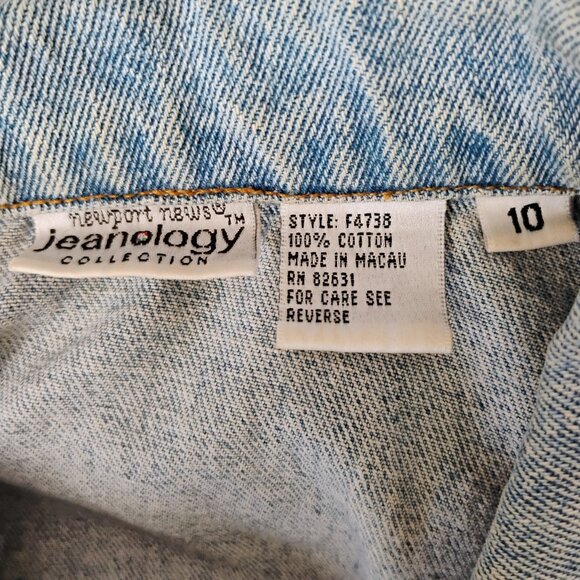 newport news® TM
jeanology
COLLECTION
STYLE: F4738
100% COTTON
MADE IN MACAU
RN 82631
FOR CARE SEE
REVERSE
10